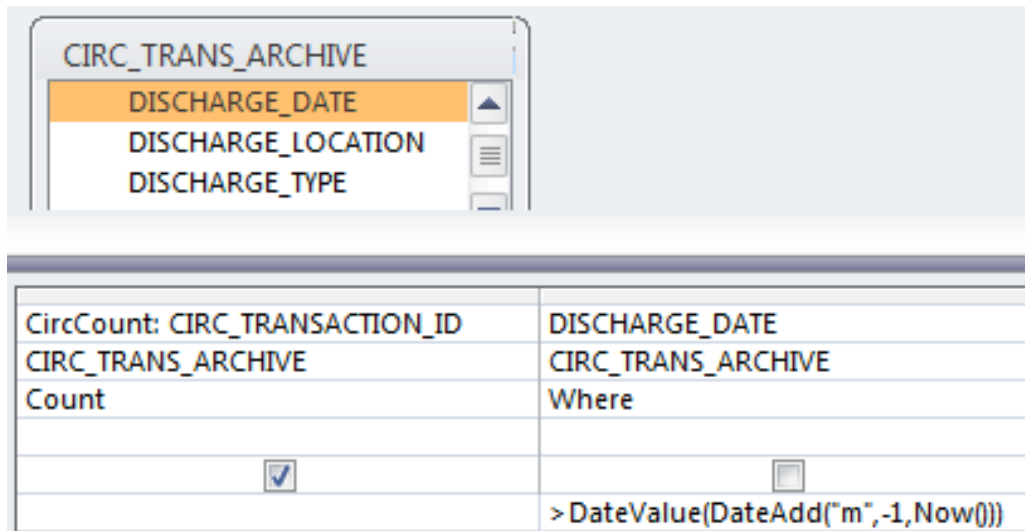 CIRC_TRANS_ARCHIVE
DISCHARGE_DATE
DISCHARGE_LOCATION
DISCHARGE_TYPE
CircCount: CIRC_TRANSACTION_ID DISCHARGE_DATE
CIRC_TRANS_ARCHIVE CIRC_TRANS_ARCHIVE
Count Where
>DateValue(DateAdd("m",-1,Now()))